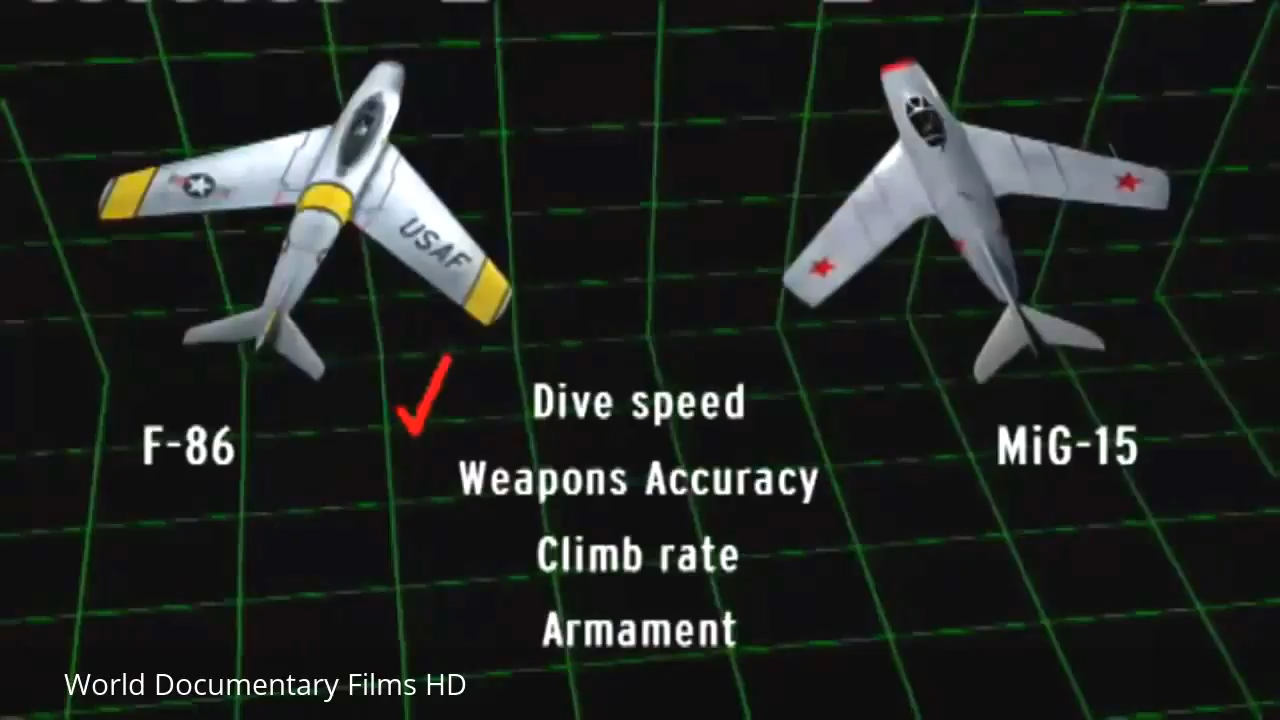 USAF
Dive speed
F-86
MiG-15
Weapons Accuracy
Climb rate
Armament
World Documentary Films HD